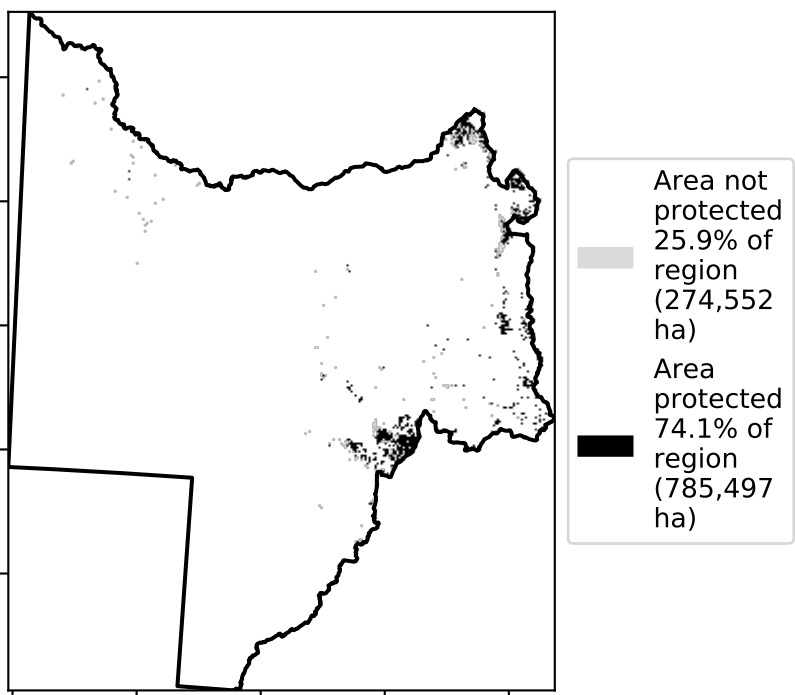 Area not
protected
25.9% of
region
(274,552
ha)
Area
protected
74.1% of
region
(785,497
ha)